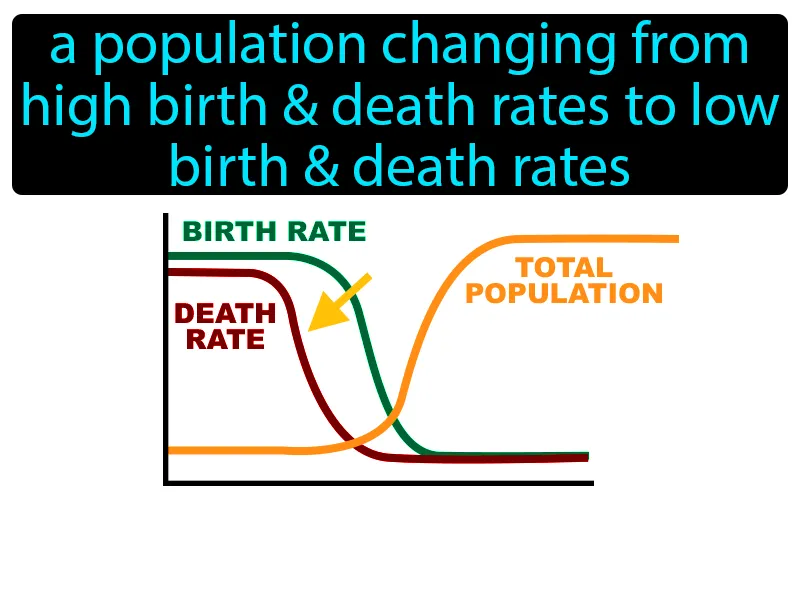 a population changing from
high birth & death rates to low
birth & death rates
BIRTH RATE
DEATH
RATE
TOTAL
POPULATION